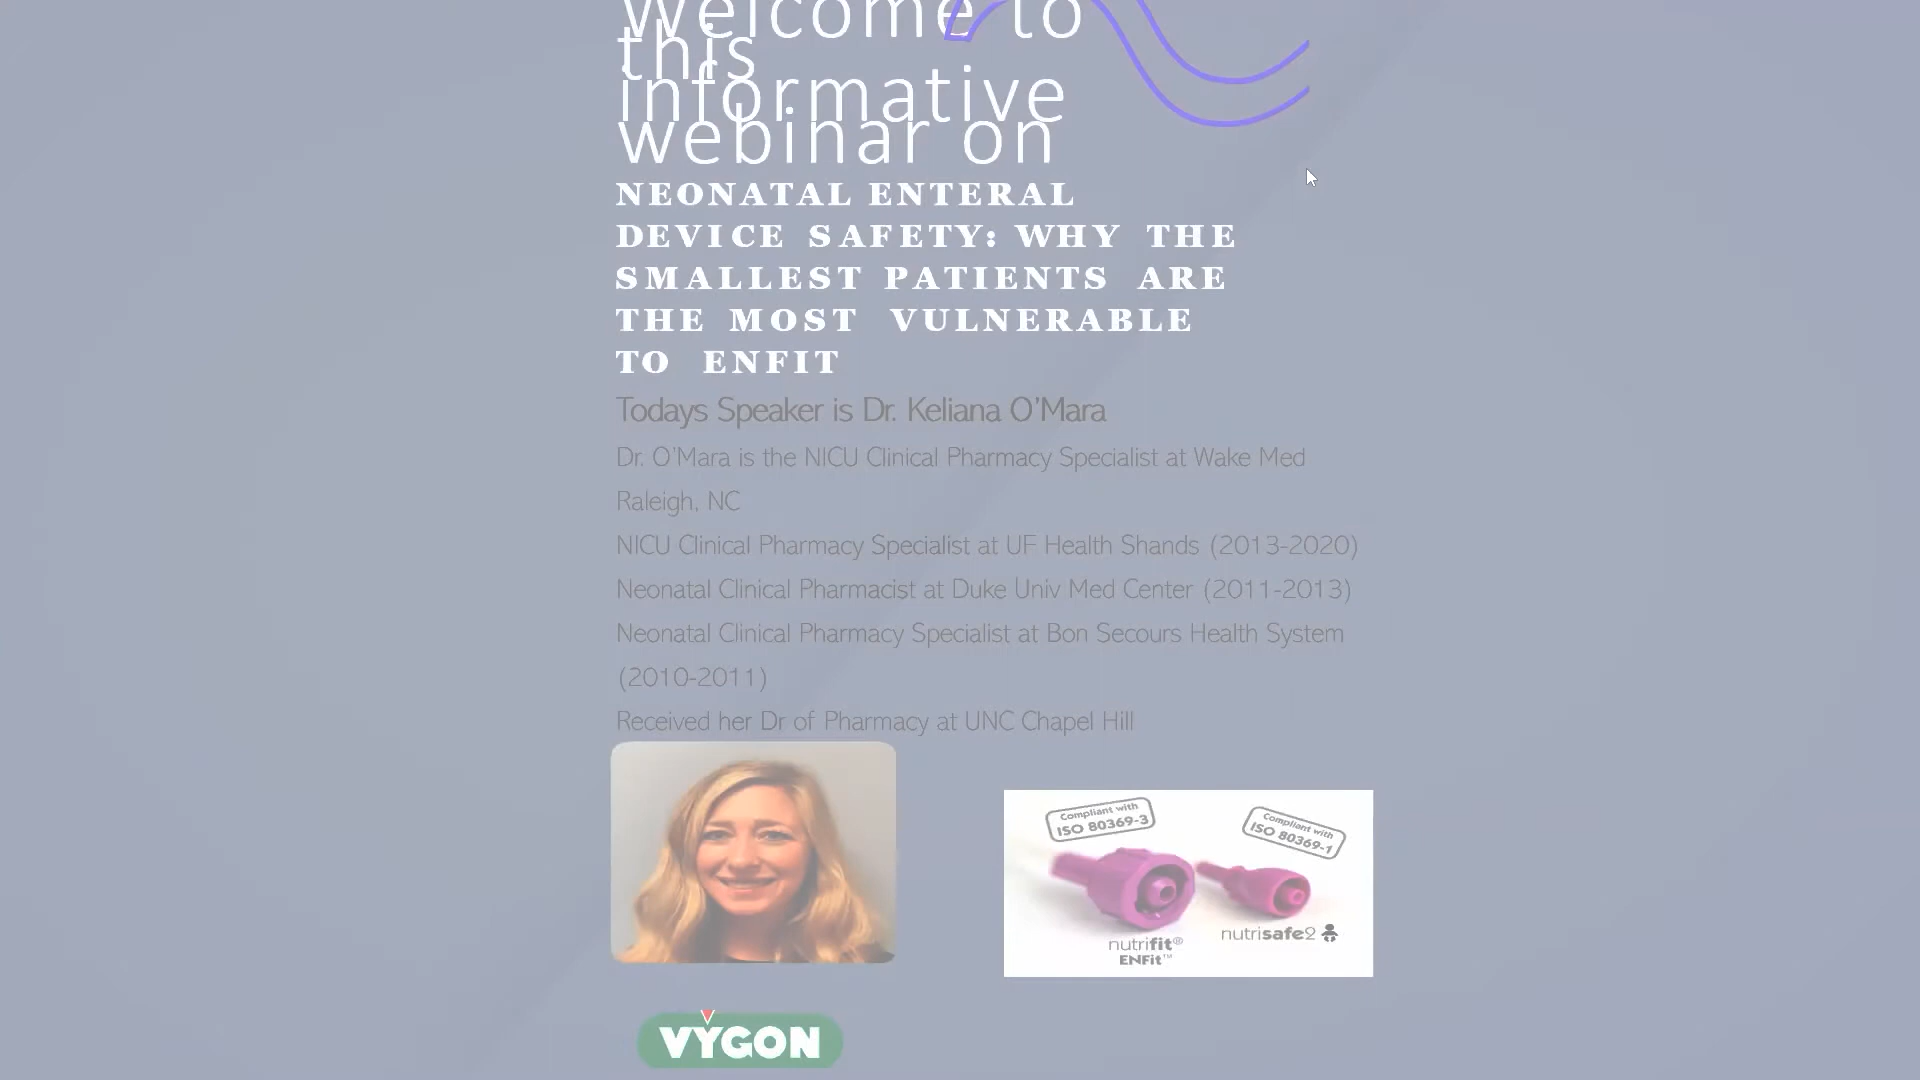 Welcome to
this
informative
webinar on
NEONATAL ENTERAL
DEVICE SAFETY: WHY THE
SMALLEST PATIENTS ARE
THE MOST VULNERABLE
TO ENFIT
Todays Speaker is Dr. Keliana O'Mara
Dr. O'Mara is the NICU Clinical Pharmacy Specialist at Wake Med
Raleigh, NC
NICU Clinical Pharmacy Specialist at UF Health Shands (2013-2020)
Neonatal Clinical Pharmacist at Duke Univ Med Center (2011-2013)
Neonatal Clinical Pharmacy Specialist at Bon Secours Health System
(2010-2011)
Received her Dr of Pharmacy at UNC Chapel Hill
Compliant with
ISO 80369-3
Compliant with
ISO 80369-1
nutrifit®
ENFit™
nutrisafe2
VYGON